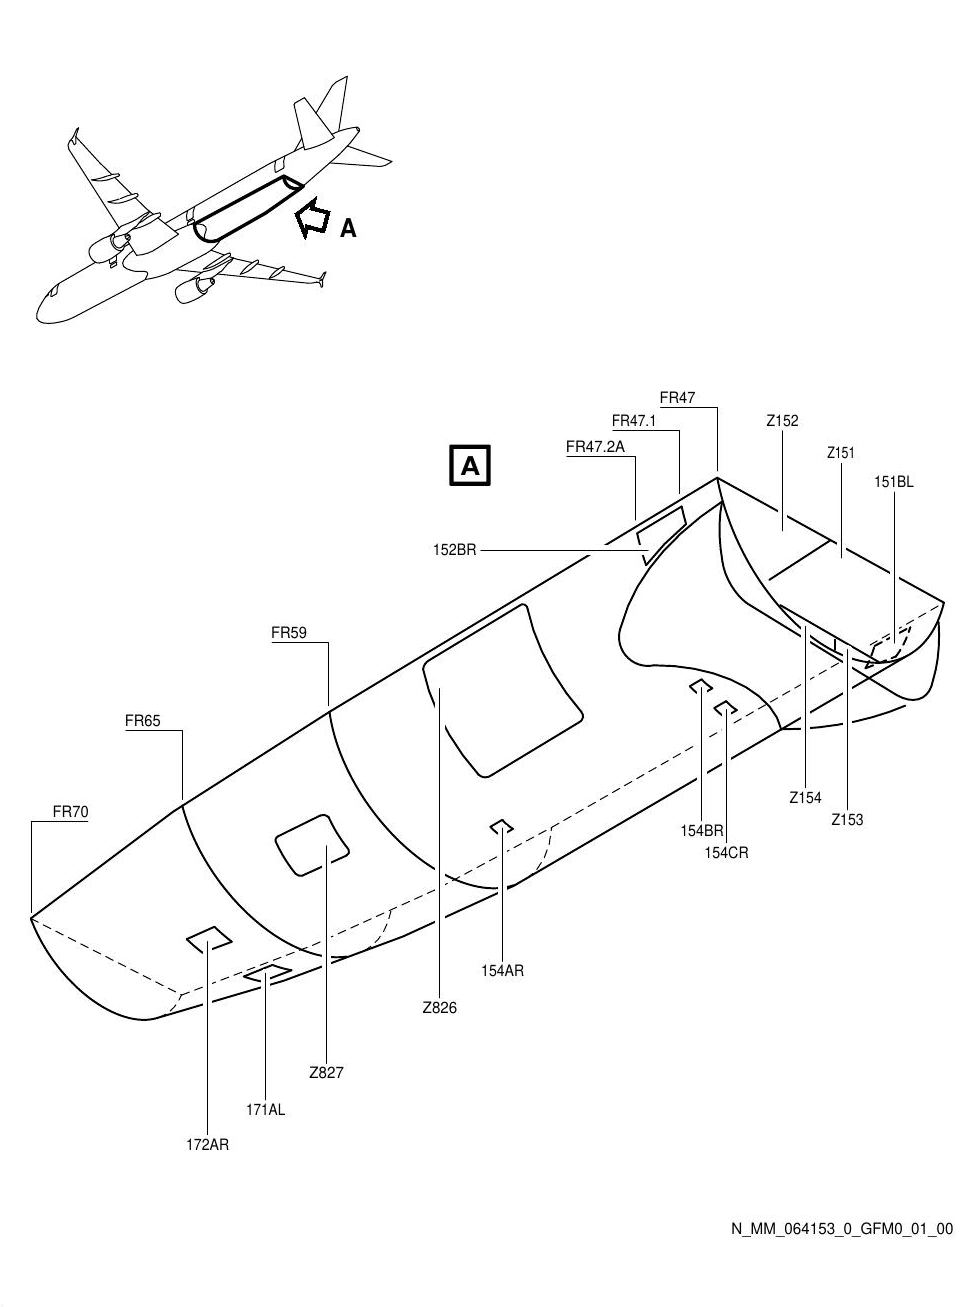 A
FR47
FR47.1
Z152
FR47.2A
A
Z151
151BL
152BR
FR59
FR65
Z154
FR70
Z153
154BR
154CR
154AR
Z826
Z827
171AL
172AR
N_MM_064153_0_GFM0_01_00